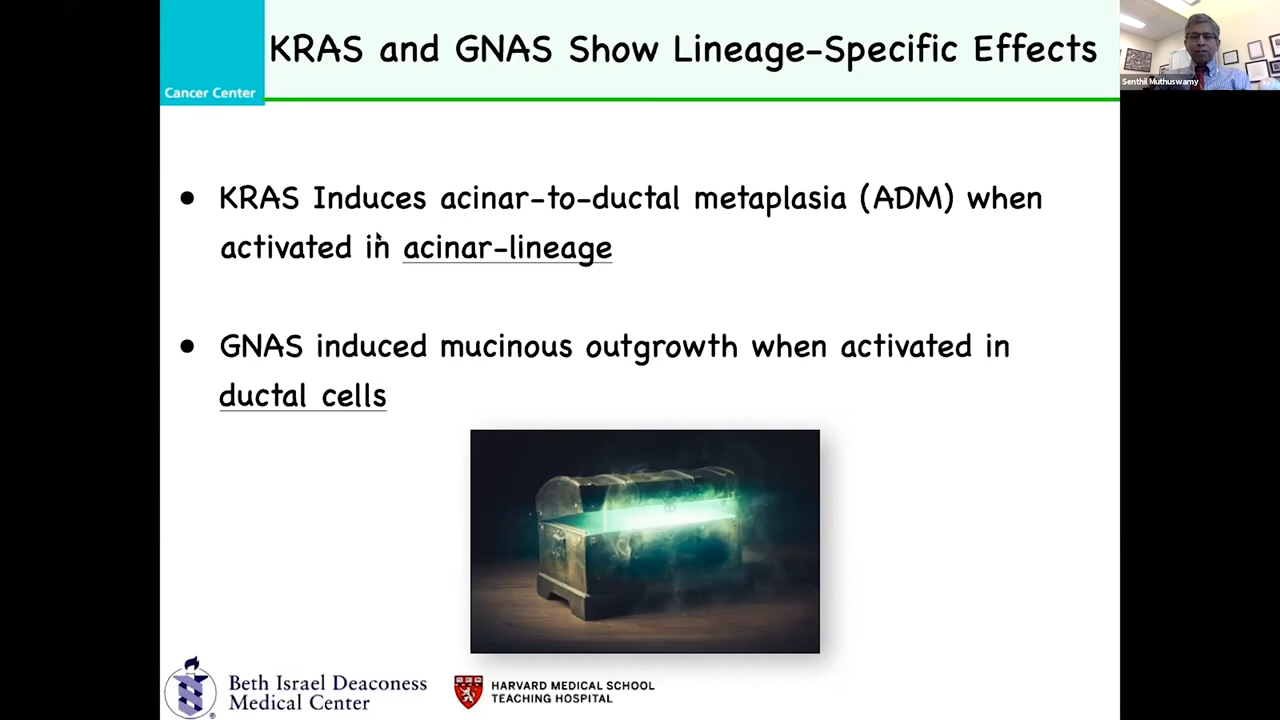 KRAS and GNAS Show Lineage-Specific Effects
Cancer Center
Senthil Muthuswamy
• KRAS Induces acinar-to-ductal metaplasia (ADM) when
activated in acinar-lineage
• GNAS induced mucinous outgrowth when activated in
ductal cells
Beth Israel Deaconess
Medical Center
®
HARVARD MEDICAL SCHOOL
TEACHING HOSPITAL